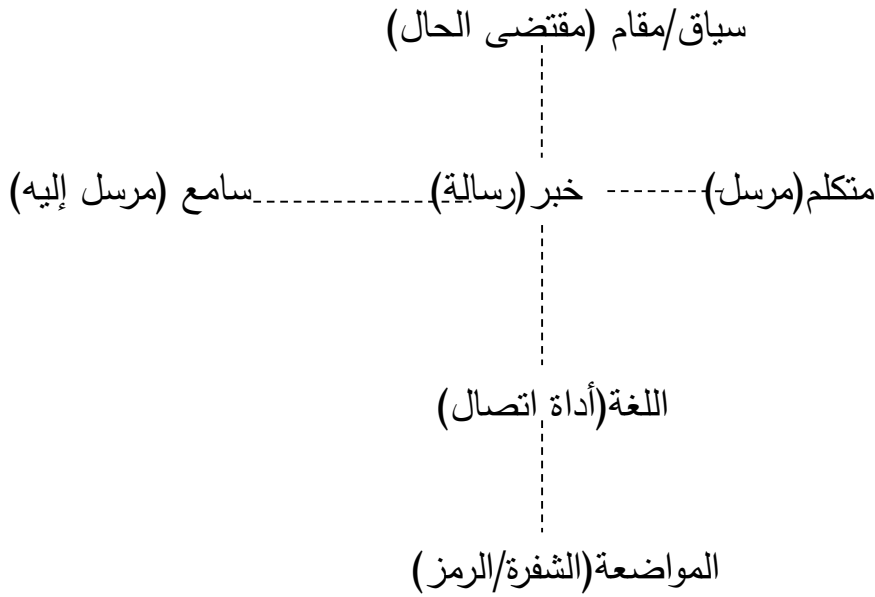 سياق/مقام (مقتضى الحال)
متكلم(مرسل) خبر(رسالة) سامع (مرسل إليه)
اللغة(أداة اتصال)
المواضعة(الشفرة/الرمز)